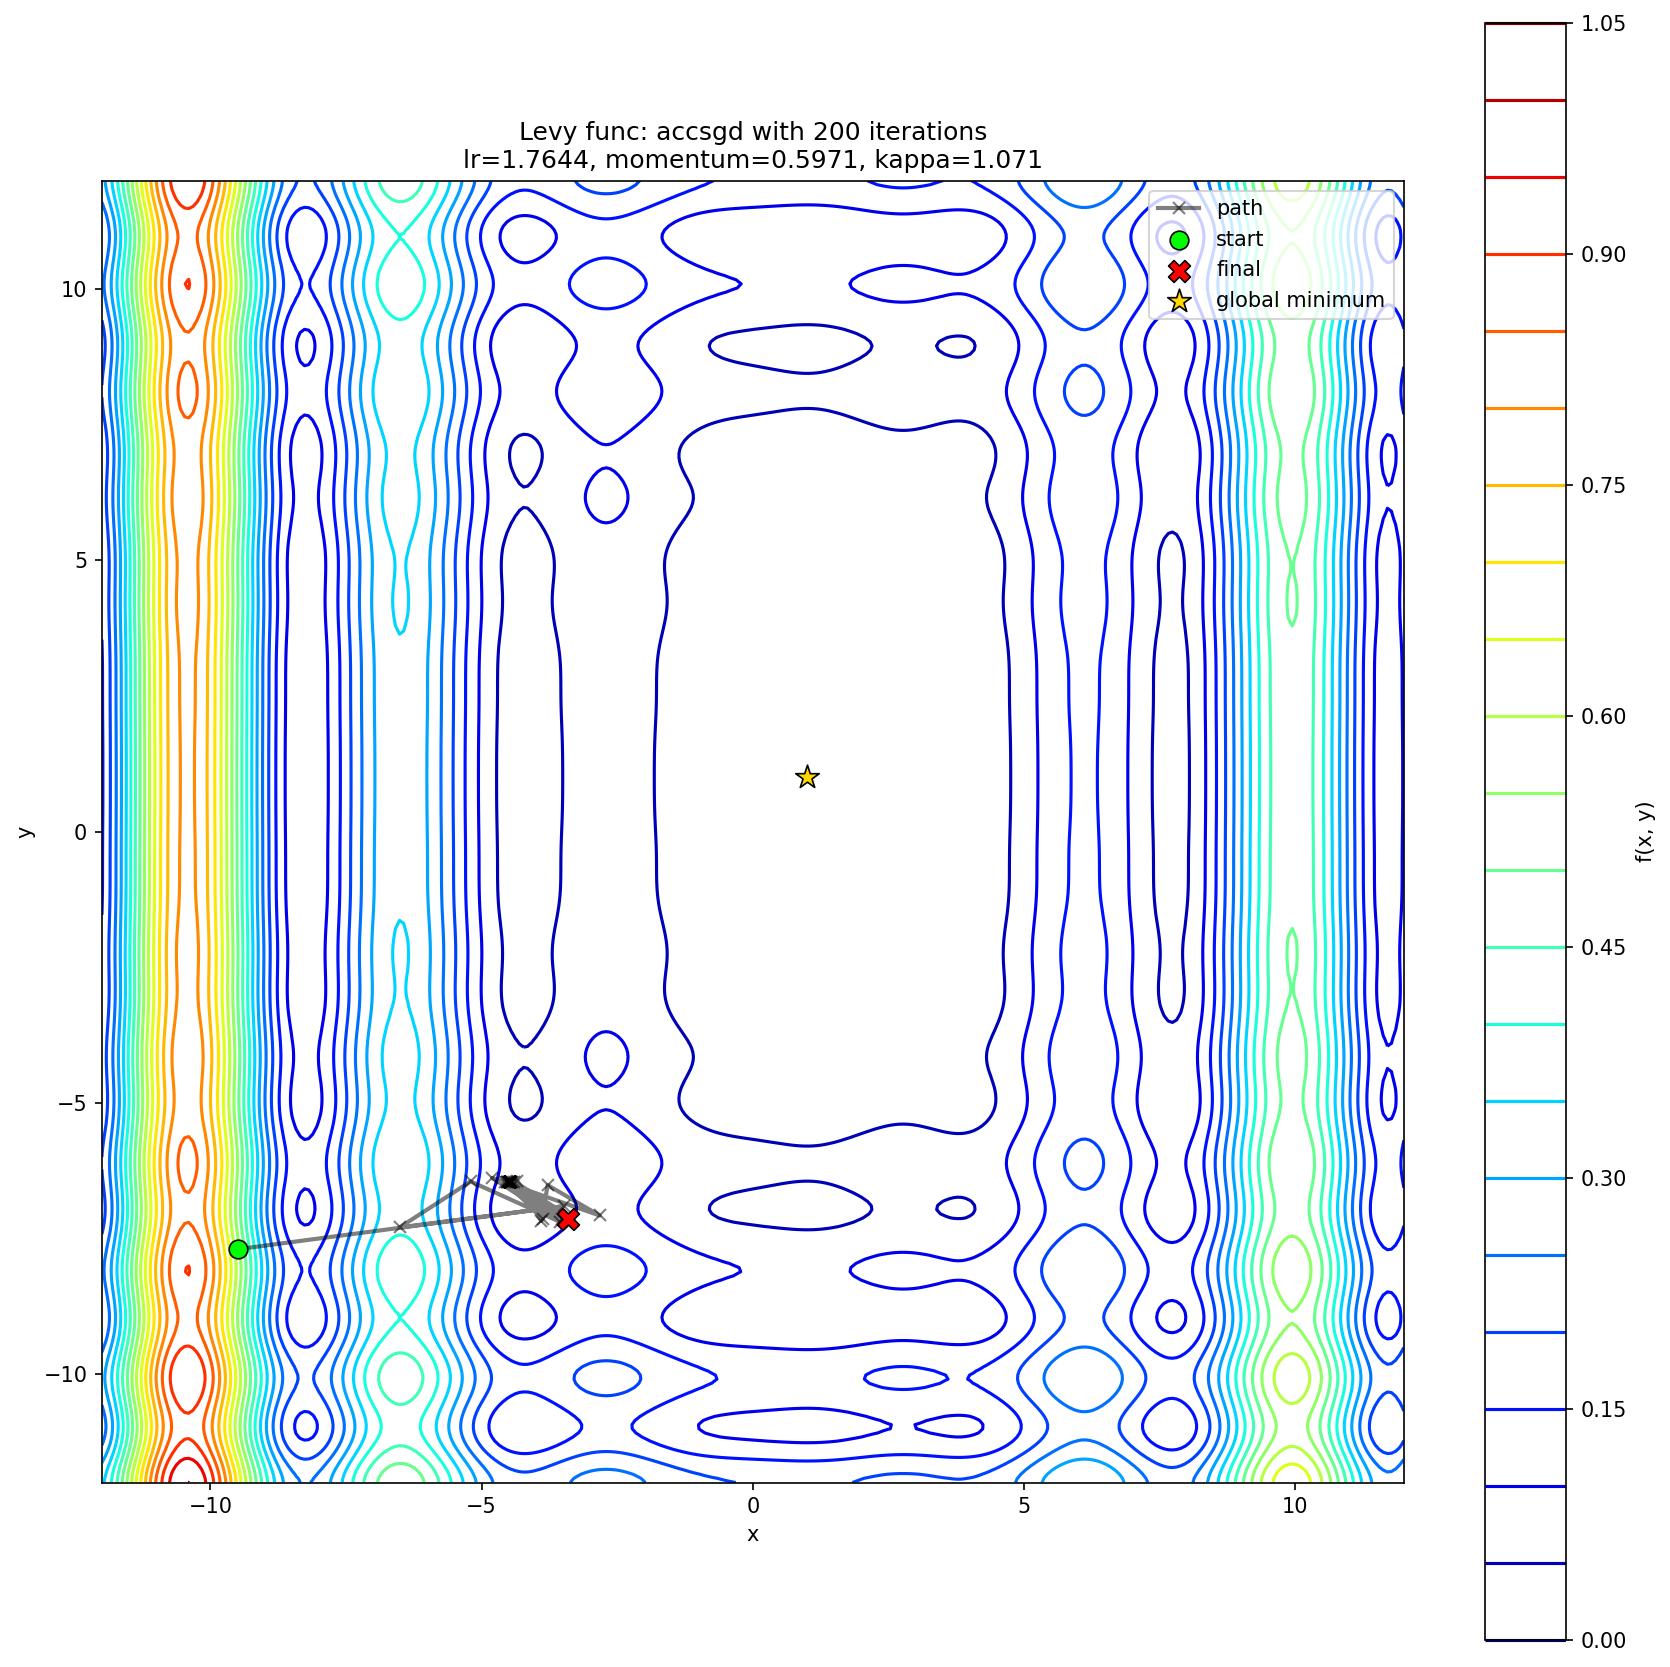 Levy func: accsgd with 200 iterations
lr=1.7644, momentum=0.5971, kappa=1.071
path
start
final
global minimum
10
5
0
−5
−10
y
−10
−5
0
5
10
x
1.05
0.90
0.75
0.60
0.45
0.30
0.15
0.00
f(x, y)